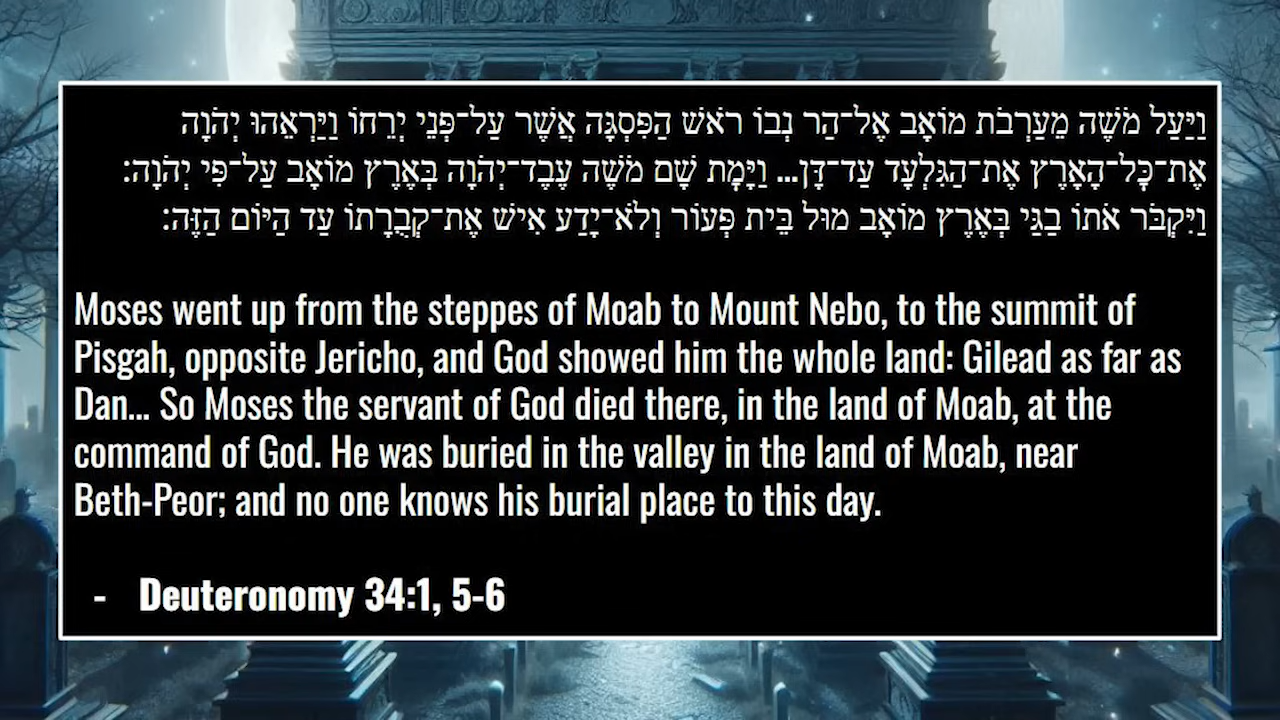 וַיַּעַל מֹשֶׁה מֵעַרְבֹת מוֹאָב אֶל־הַר נְבוֹ רֹאשׁ הַפִּסְגָּה אֲשֶׁר עַל־פְּנֵי יְרֵחוֹ וַיַּרְאֵהוּ יְהֹוָה
אֶת־כׇּל־הָאָרֶץ אֶת־הַגִּלְעָד עַד־דָּן... וַיָּמׇת שָׁם מֹשֶׁה עֶבֶד־יְהֹוָה בְּאֶרֶץ מוֹאָב עַל־פִּי יְהֹוָה׃
וַיִּקְבֹּר אֹתוֹ בַגַּי בְּאֶרֶץ מוֹאָב מוּל בֵּית פְּעוֹר וְלֹא־יָדַע אִישׁ אֶת־קְבֻרָתוֹ עַד הַיּוֹם הַזֶּה׃
Moses went up from the steppes of Moab to Mount Nebo, to the summit of
Pisgah, opposite Jericho, and God showed him the whole land: Gilead as far as
Dan... So Moses the servant of God died there, in the land of Moab, at the
command of God. He was buried in the valley in the land of Moab, near
Beth-Peor; and no one knows his burial place to this day.
- Deuteronomy 34:1, 5-6